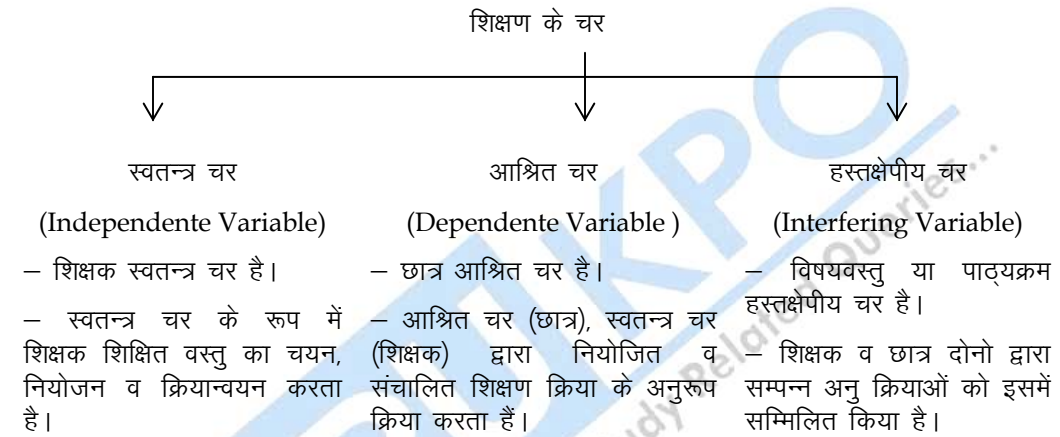 शिक्षण के चर
स्वतन्त्र चर
(Independente Variable)
– शिक्षक स्वतन्त्र चर है।
– स्वतन्त्र चर के रूप में
शिक्षक शिक्षित वस्तु का चयन,
नियोजन व क्रियान्वयन करता
है।
आश्रित चर
(Dependente Variable )
– छात्र आश्रित चर है।
– आश्रित चर (छात्र), स्वतन्त्र चर
(शिक्षक) द्वारा नियोजित व
संचालित शिक्षण क्रिया के अनुरूप
क्रिया करता हैं।
हस्तक्षेपीय चर
(Interfering Variable)
– विषयवस्तु या पाठ्यक्रम
हस्तक्षेपीय चर है।
– शिक्षक व छात्र दोनो द्वारा
सम्पन्न अनु क्रियाओं को इसमें
सम्मिलित किया है।